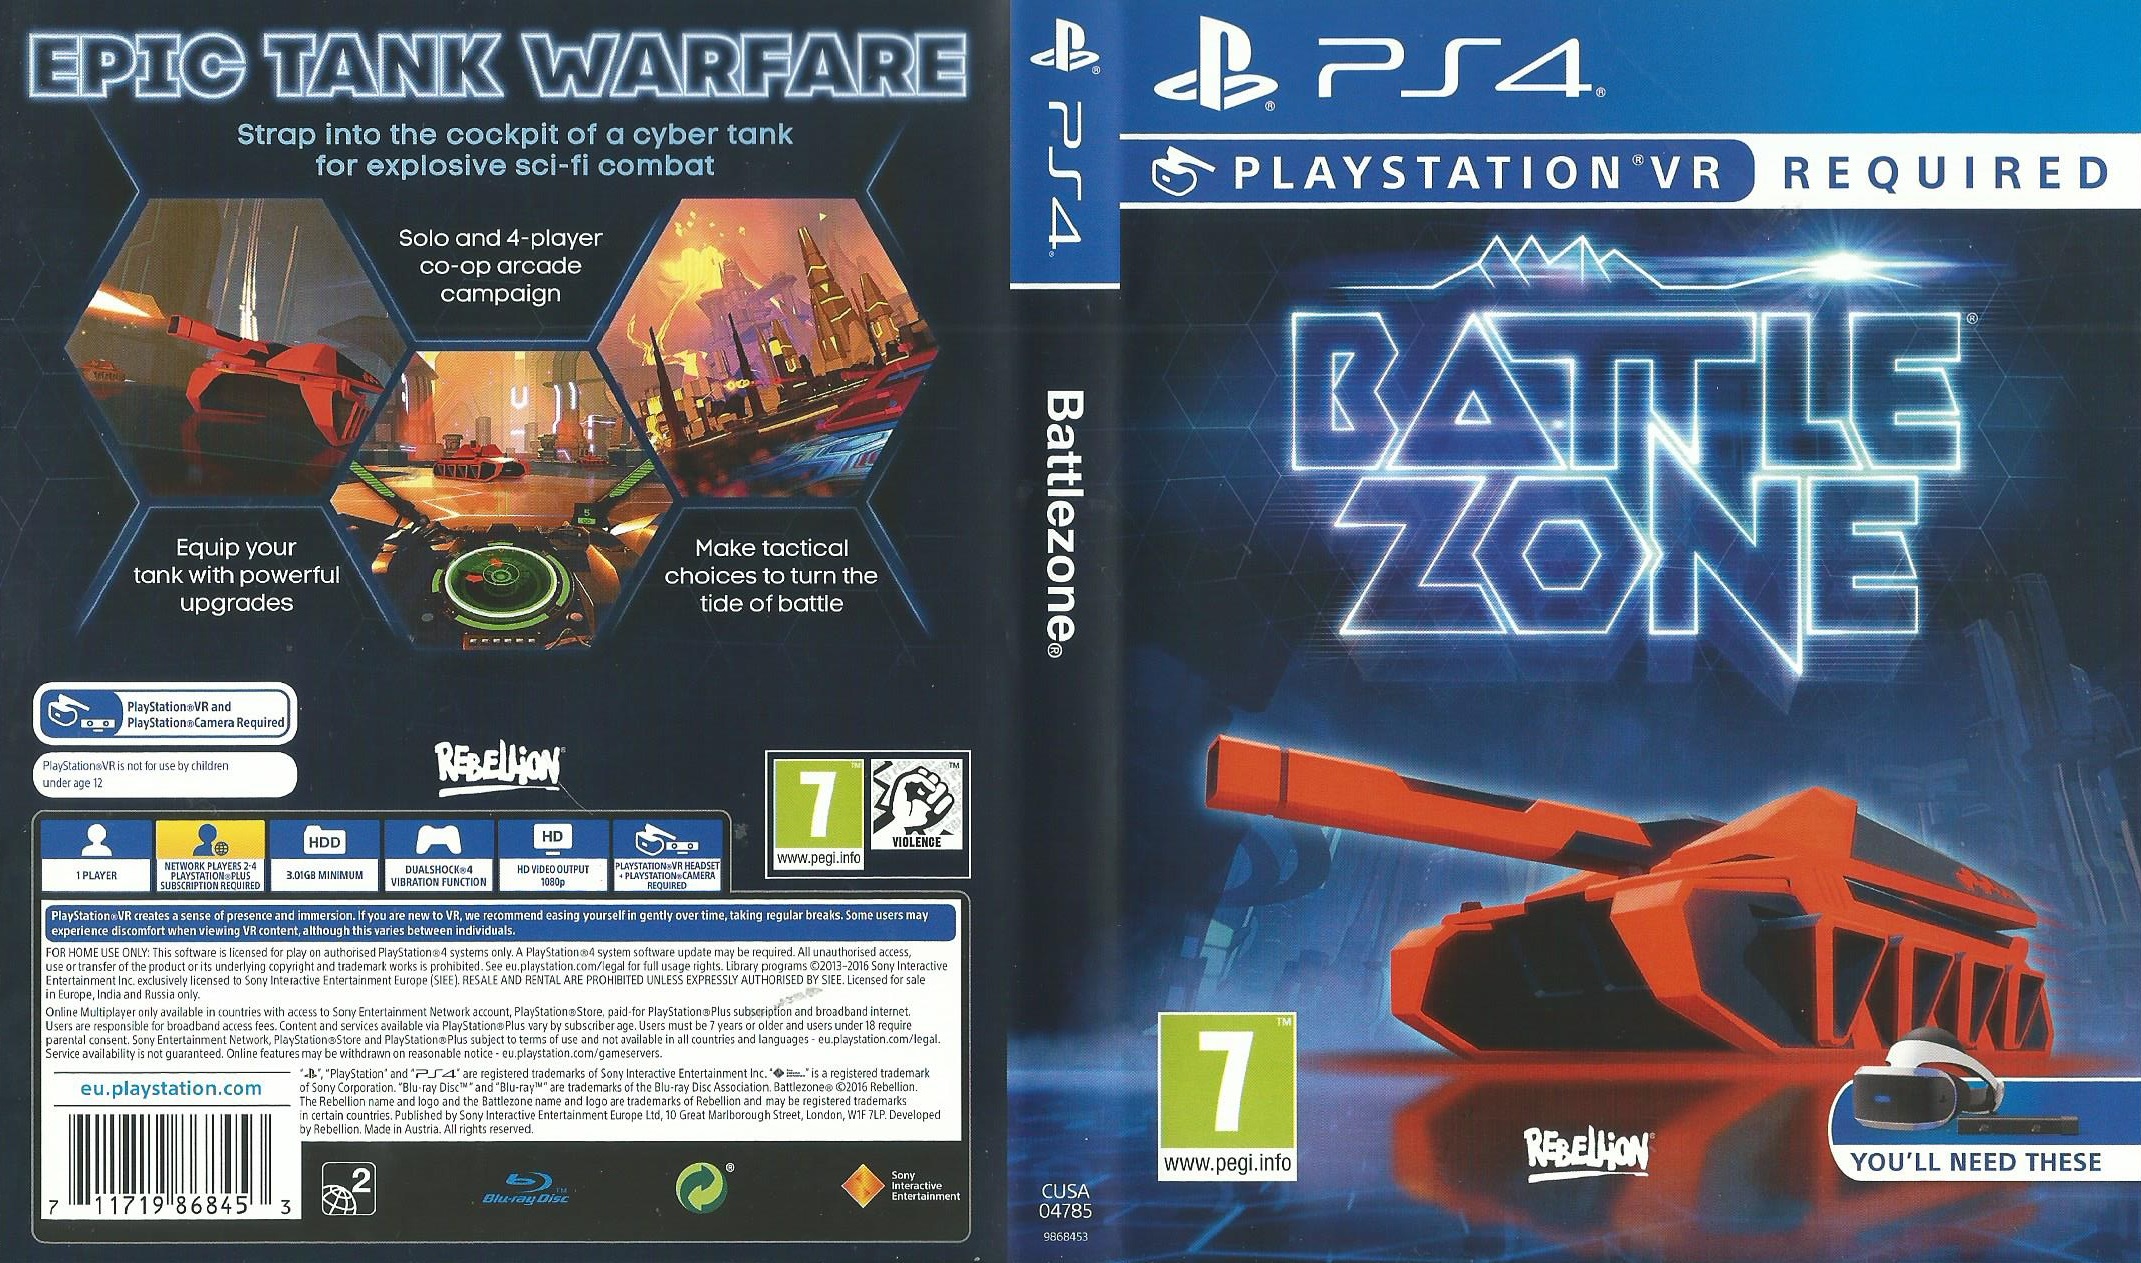 EPIC TANK WARFARE
Strap into the cockpit of a cyber tank
for explosive sci-fi combat
Solo and 4-player
co-op arcade
campaign
Equip your
tank with powerful
upgrades
Make tactical
choices to turn the
tide of battle
PlayStation®VR and
PlayStation®Camera Required
PlayStation®VR is not for use by children
under age 12
REBELLION®
7™
www.pegi.info
™
VIOLENCE
1 PLAYER
NETWORK PLAYERS 2-4
PLAYSTATION®PLUS
SUBSCRIPTION REQUIRED
HDD
3.01GB MINIMUM
DUALSHOCK®4
VIBRATION FUNCTION
HD
HD VIDEO OUTPUT
1080p
PLAYSTATION®VR HEADSET
+ PLAYSTATION®CAMERA
REQUIRED
PlayStation®VR creates a sense of presence and immersion. If you are new to VR, we recommend easing yourself in gently over time, taking regular breaks. Some users may
experience discomfort when viewing VR content, although this varies between individuals.
FOR HOME USE ONLY: This software is licensed for play on authorised PlayStation®4 systems only. A PlayStation®4 system software update may be required. All unauthorised access,
use or transfer of the product or its underlying copyright and trademark works is prohibited. See eu.playstation.com/legal for full usage rights. Library programs ©2013-2016 Sony Interactive
Entertainment Inc. exclusively licensed to Sony Interactive Entertainment Europe (SIEE). RESALE AND RENTAL ARE PROHIBITED UNLESS EXPRESSLY AUTHORISED BY SIEE. Licensed for sale
in Europe, India and Russia only.
Online Multiplayer only available in countries with access to Sony Entertainment Network account, PlayStation®Store, paid-for PlayStation®Plus subscription and broadband internet.
Users are responsible for broadband access fees. Content and services available via PlayStation®Plus vary by subscriber age. Users must be 7 years or older and users under 18 require
parental consent. Sony Entertainment Network, PlayStation®Store and PlayStation®Plus subject to terms of use and not available in all countries and languages - eu.playstation.com/legal.
Service availability is not guaranteed. Online features may be withdrawn on reasonable notice - eu.playstation.com/gameservers.
"", "PlayStation" and "PS4" are registered trademarks of Sony Interactive Entertainment Inc. "" is a registered trademark
of Sony Corporation. "Blu-ray Disc™" and "Blu-ray™" are trademarks of the Blu-ray Disc Association. Battlezone® ©2016 Rebellion.
The Rebellion name and logo and the Battlezone name and logo are trademarks of Rebellion and may be registered trademarks
in certain countries. Published by Sony Interactive Entertainment Europe Ltd, 10 Great Marlborough Street, London, W1F 7LP. Developed
by Rebellion. Made in Austria. All rights reserved.
eu.playstation.com
7 11719 86845 3
2
Blu-ray Disc™
®
Sony
Interactive
Entertainment
PS4®
Battlezone®
CUSA
04785
9868453
PS4®
PLAYSTATION®VR REQUIRED
BATTLE®
ZONE
7™
www.pegi.info
REBELLION®
YOU'LL NEED THESE